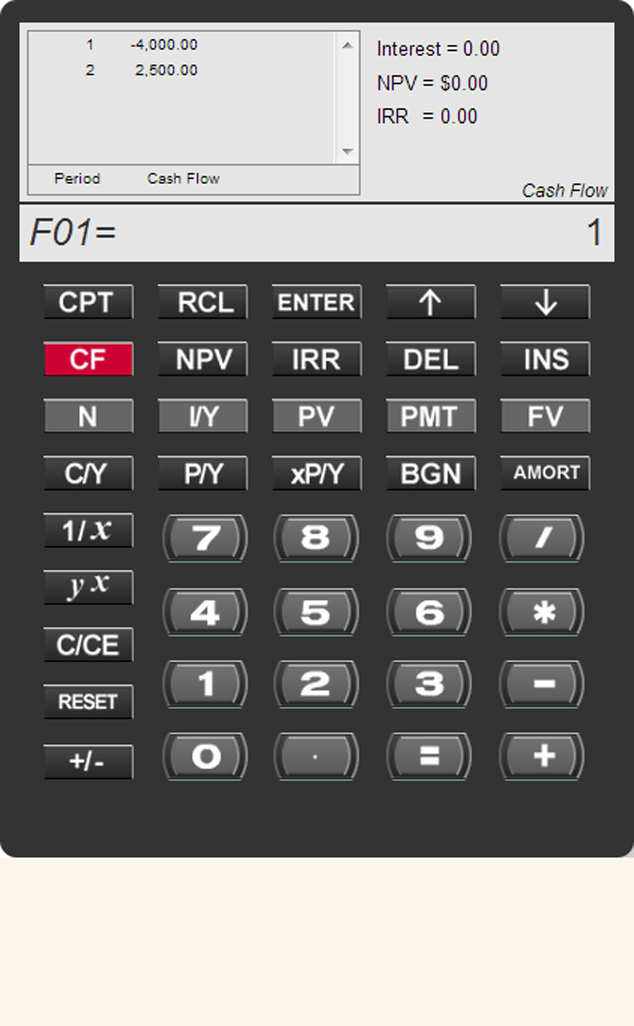 1 -4,000.00
2 2,500.00
Period Cash Flow
Interest = 0.00
NPV = $0.00
IRR = 0.00
Cash Flow
F01= 1
CPT RCL ENTER ↑ ↓
CF NPV IRR DEL INS
N I/Y PV PMT FV
C/Y P/Y xP/Y BGN AMORT
1/x 7 8 9 /
y x 4 5 6 *
C/CE 1 2 3 -
RESET
+/- 0 . = +